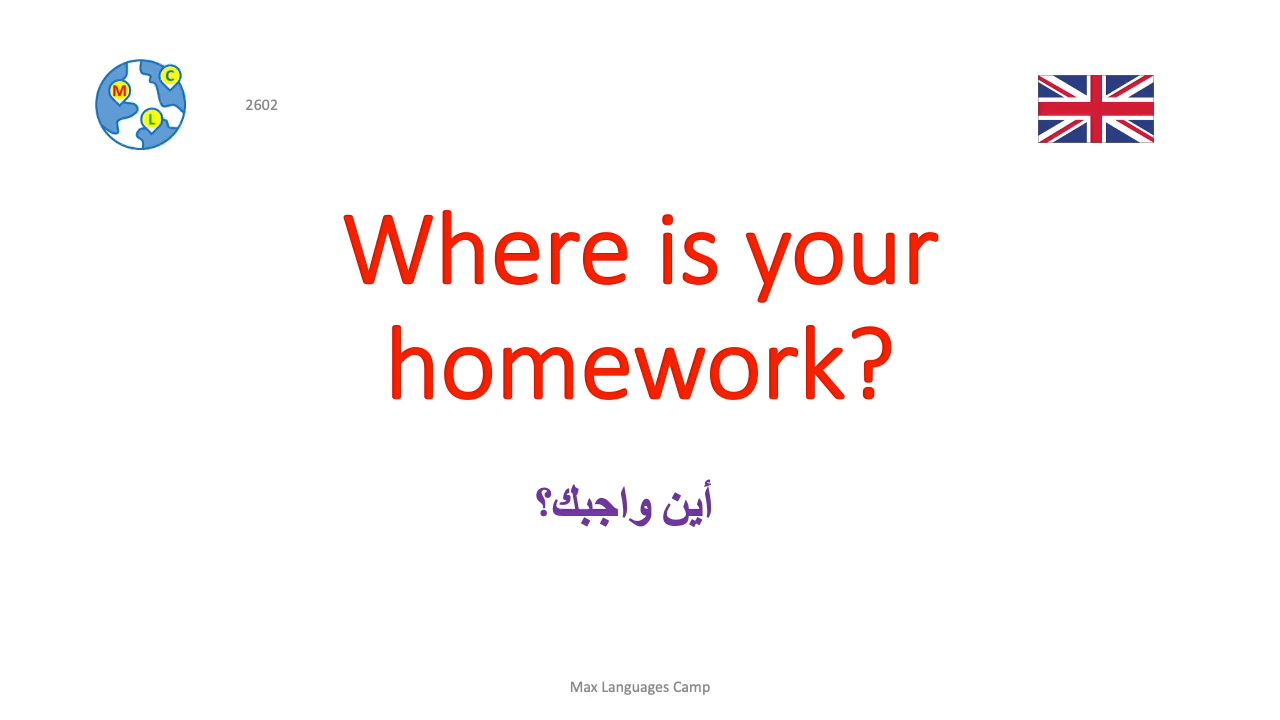 C
M
L
2602
Where is your
homework?
أين واجبك؟
Max Languages Camp